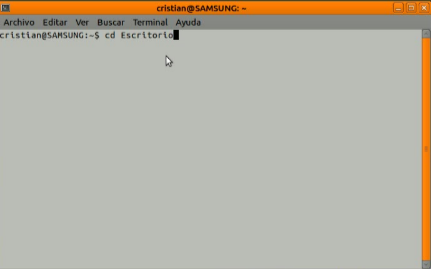 cristian@SAMSUNG: ~
Archivo Editar Ver Buscar Terminal Ayuda
cristian@SAMSUNG:~$ cd Escritorio